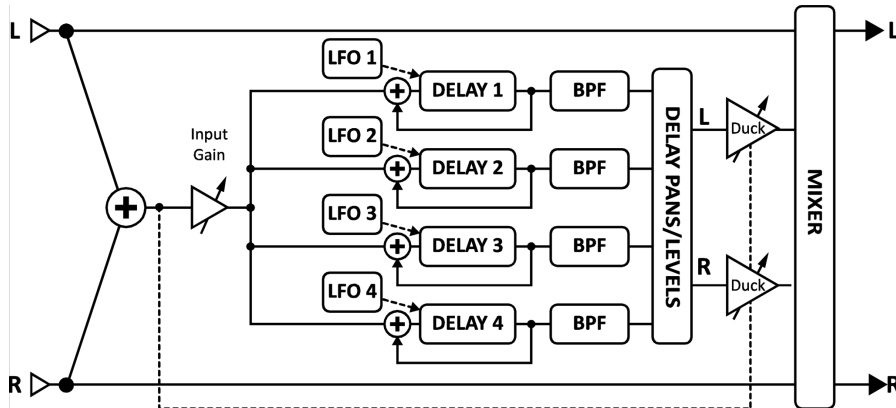 L
L
LFO 1
DELAY 1
BPF
Input
Gain
LFO 2
DELAY 2
BPF
LFO 3
DELAY 3
BPF
LFO 4
DELAY 4
BPF
DELAY PANS/LEVELS
L
Duck
R
Duck
MIXER
R
R